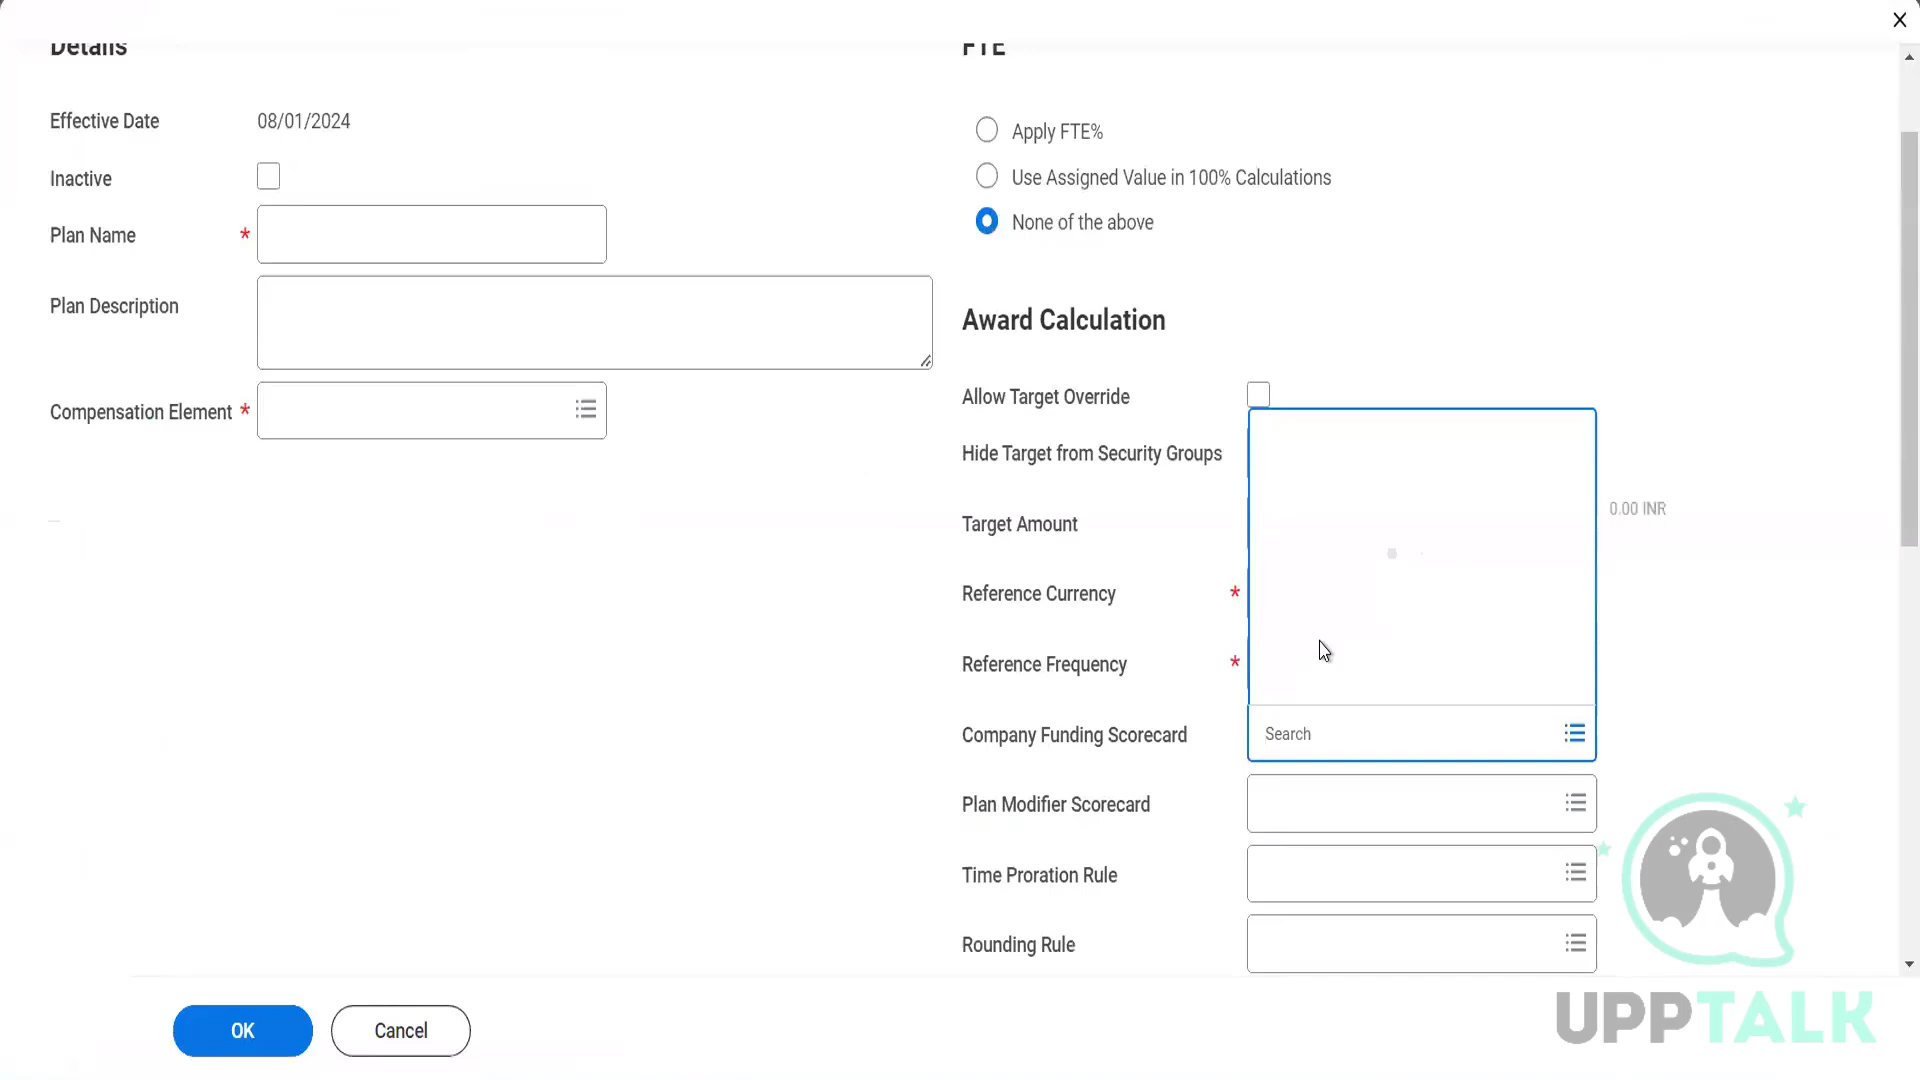 Details
Effective Date 08/01/2024
Inactive
Plan Name *
Plan Description
Compensation Element *
FTE
Apply FTE%
Use Assigned Value in 100% Calculations
None of the above
Award Calculation
Allow Target Override
Hide Target from Security Groups
Target Amount 0.00 INR
Reference Currency *
Reference Frequency *
Company Funding Scorecard Search
Plan Modifier Scorecard
Time Proration Rule
Rounding Rule
OK Cancel
UPPTALK